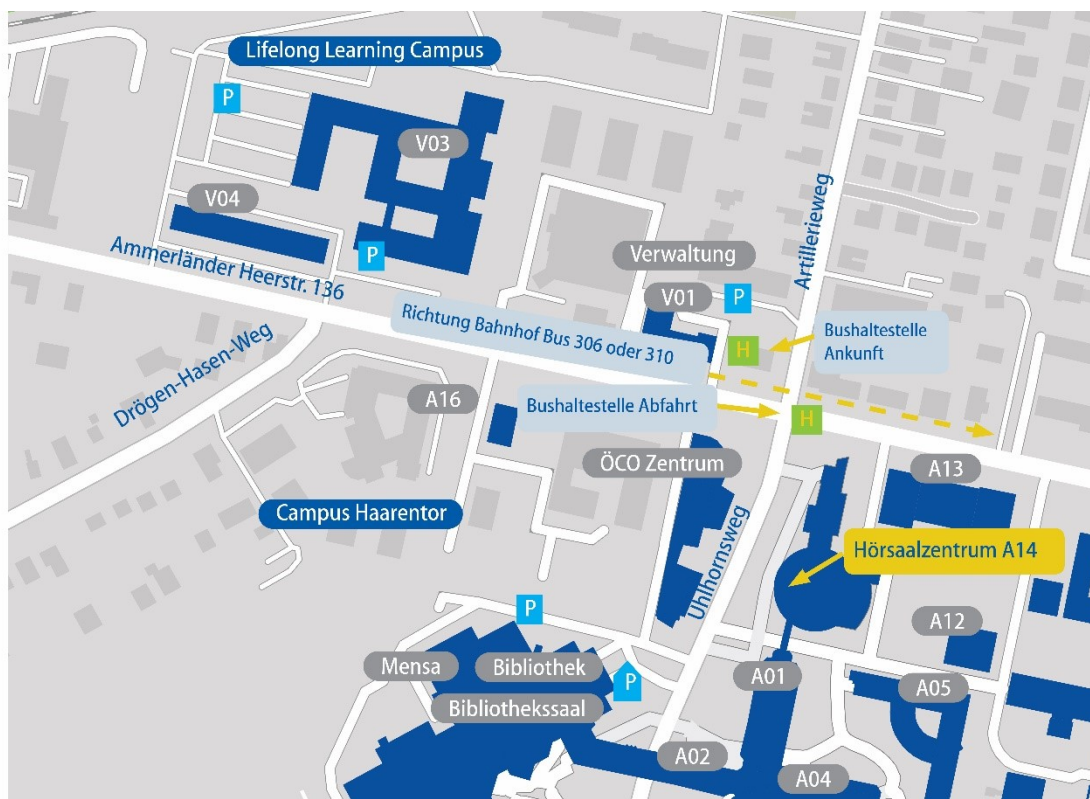 Lifelong Learning Campus
P
V03
V04
P
Ammerländer Heerstr. 136
Artillerieweg
Verwaltung
V01
P
Richtung Bahnhof Bus 306 oder 310
H
Bushaltestelle
Ankunft
Drögen-Hasen-Weg
A16
Bushaltestelle Abfahrt
H
ÖCO Zentrum
A13
Campus Haarentor
Hörsaalzentrum A14
Uhlhornsweg
P
A12
Mensa
Bibliothek
P
A01
A05
Bibliothekssaal
A02
A04